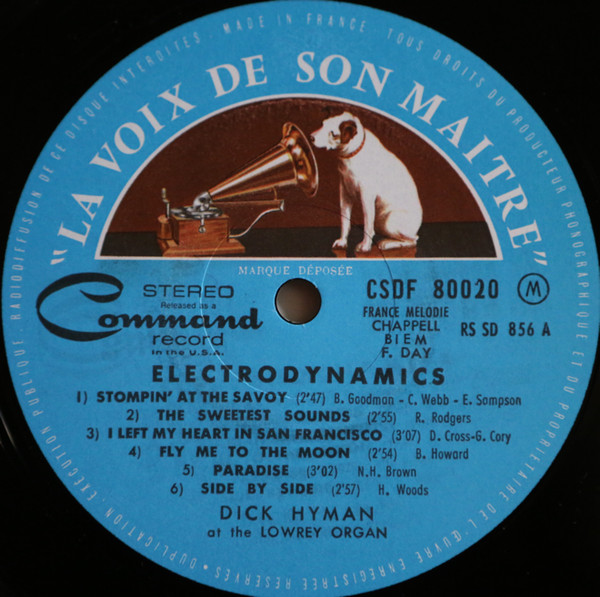 MADE IN FRANCE · TOUS DROITS DU PRODUCTEUR PHONOGRAPHIQUE ET DU PROPRIETAIRE DE L'ŒUVRE ENREGISTREE RESERVES • DUPLICATION, EXECUTION PUBLIQUE, RADIODIFFUSION DE CE DISQUE INTERDITES
"LA VOIX DE SON MAITRE"
MARQUE DÉPOSÉE
STEREO
Released as a
Command
record
in the U.S.A.
CSDF 80020 M
FRANCE MELODIE
CHAPPELL
BIEM
F. DAY
RS SD 856 A
ELECTRODYNAMICS
1) STOMPIN' AT THE SAVOY (2'47) B. Goodman - C. Webb - E. Sampson
2) THE SWEETEST SOUNDS (2'55) R. Rodgers
3) I LEFT MY HEART IN SAN FRANCISCO (3'07) D. Cross-G. Cory
4) FLY ME TO THE MOON (2'54) B. Howard
5) PARADISE (3'02) N.H. Brown
6) SIDE BY SIDE (2'57) H. Woods
DICK HYMAN
at the LOWREY ORGAN